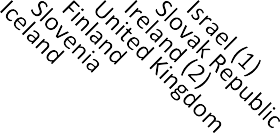 Iceland
Slovenia
Finland
United Kingdom
Ireland (2)
Slovak Republic
Israel (1)